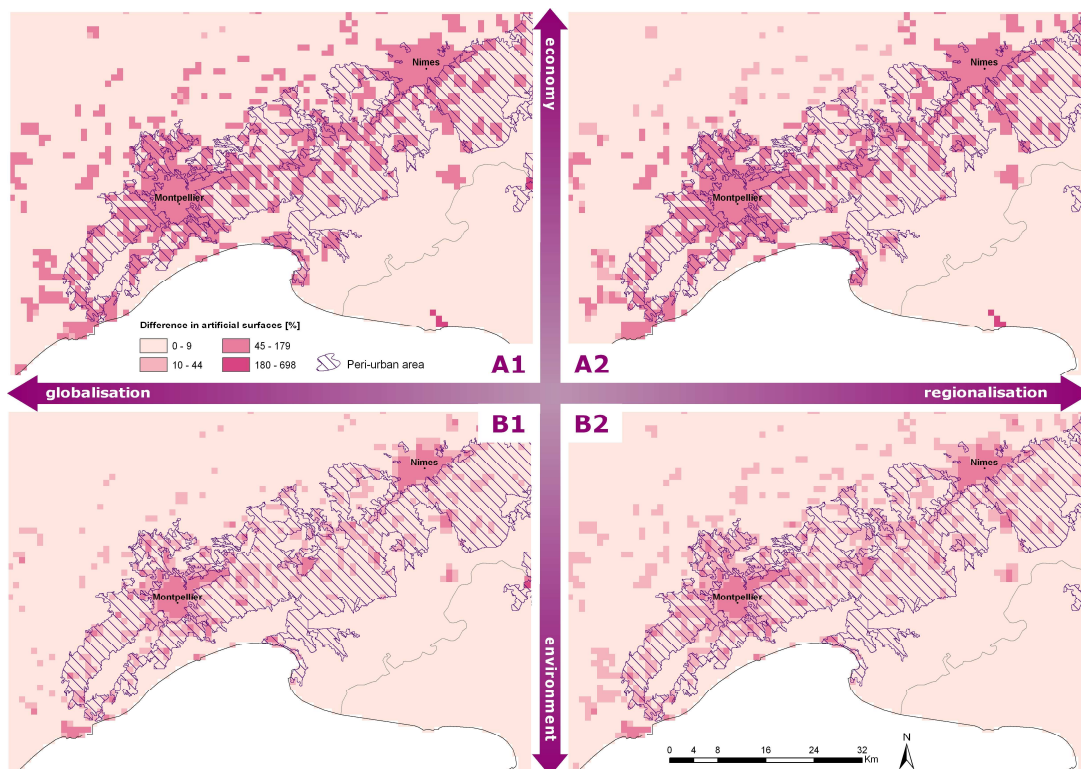 economy
Nimes
Montpellier
Difference in artificial surfaces [%]
0 - 9
45 - 179
10 - 44
180 - 698
Peri-urban area
A1
Nimes
Montpellier
A2
globalisation
regionalisation
B1
Nimes
Montpellier
B2
Nimes
Montpellier
environment
N
0 4 8 16 24 32
Km